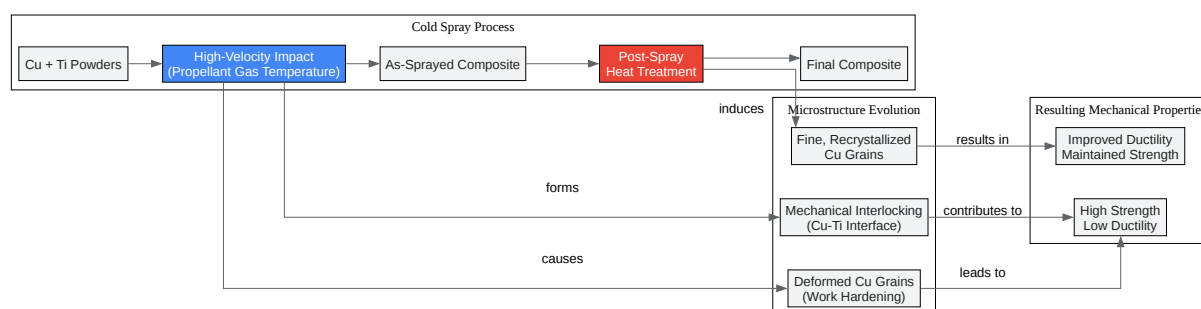 Cold Spray Process
Cu + Ti Powders
High-Velocity Impact
(Propellant Gas Temperature)
As-Sprayed Composite
Post-Spray
Heat Treatment
Final Composite
induces
Microstructure Evolution
Resulting Mechanical Propertie
Fine, Recrystallized
Cu Grains
results in
Improved Ductility
Maintained Strength
forms
Mechanical Interlocking
(Cu-Ti Interface)
contributes to
High Strength
Low Ductility
causes
Deformed Cu Grains
(Work Hardening)
leads to